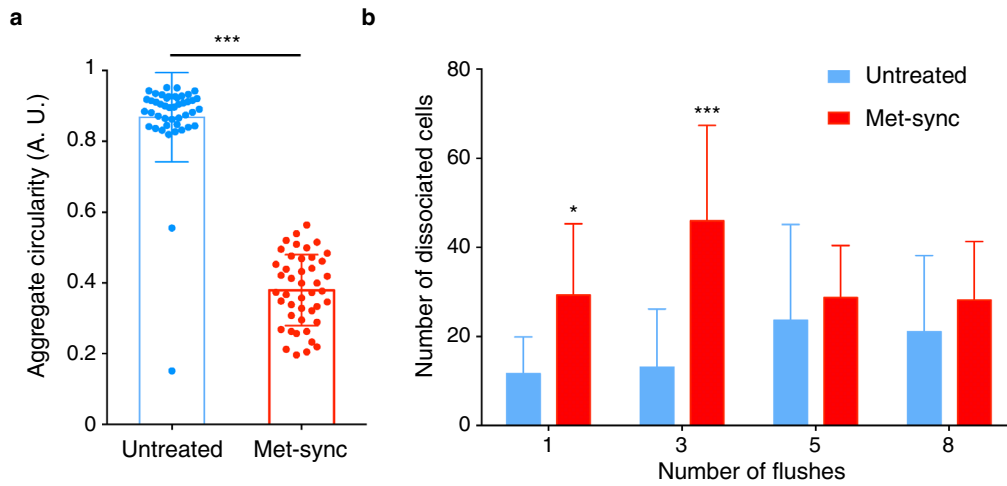 a
***
Aggregate circularity (A. U.)
1
0.8
0.6
0.4
0.2
0
Untreated
Met-sync
b
Number of dissociated cells
80
60
40
20
0
Untreated
Met-sync
*
***
1
3
5
8
Number of flushes